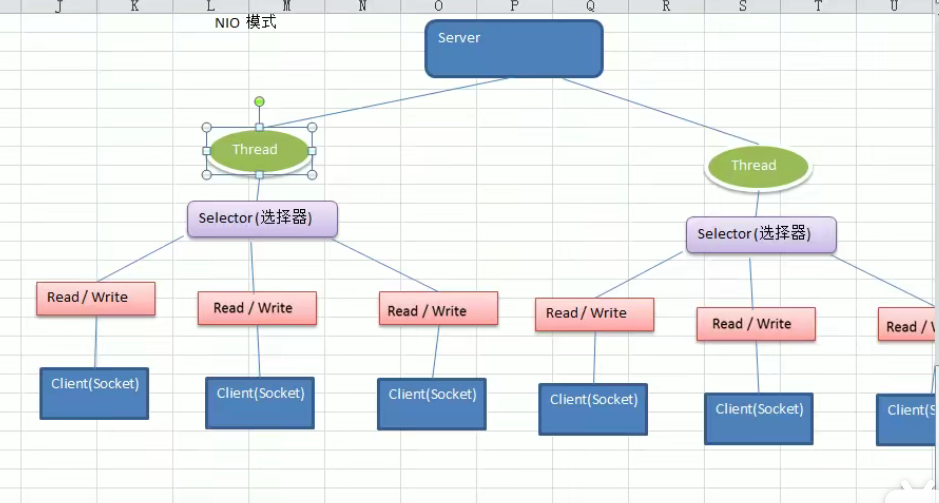 J K L M N O P Q R S T U
NIO 模式
Server
Thread
Thread
Selector(选择器)
Selector(选择器)
Read / Write
Read / Write
Read / Write
Read / Write
Read / Write
Read /
Client(Socket)
Client(Socket)
Client(Socket)
Client(Socket)
Client(Socket)
Client(S